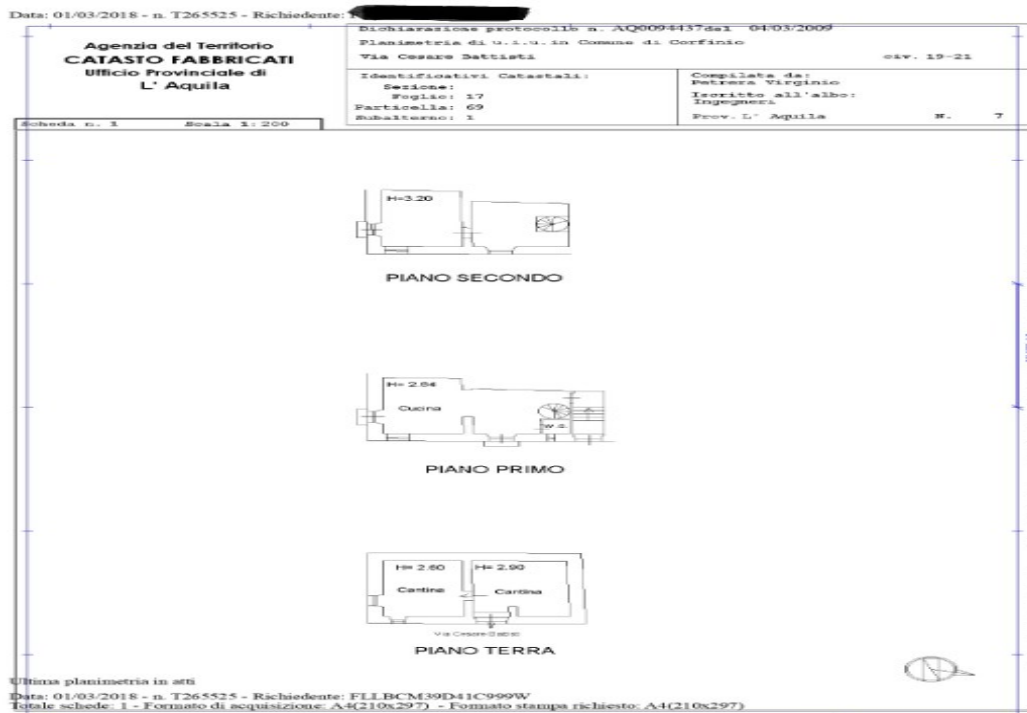 Data: 01/03/2018 - n. T265525 - Richiedente:
Agenzia del Territorio
CATASTO FABBRICATI
Ufficio Provinciale di
L' Aquila
Scheda n. 1 Scala 1:200
Dichiarazione protocollo n. AQ0094437del 04/03/2009
Planimetria di u.i.u. in Comune di Corfinio
Via Cesare Battisti civ. 19-21
Identificativi Catastali:
Sezione:
Foglio: 17
Particella: 69
Subalterno: 1
Compilata da:
Petrera Virginio
Iscritto all'albo:
Ingegneri
Prov. L' Aquila N. 7
H=3.20
PIANO SECONDO
H= 2.64
Cucina
w.c.
PIANO PRIMO
H= 2.60 H= 2.90
Cantina Cantina
Via Cesare
PIANO TERRA
Ultima planimetria in atti
Data: 01/03/2018 - n. T265525 - Richiedente: FLLBCM39D41C999W
Totale schede: 1 - Formato di acquisizione: A4(210x297) - Formato stampa richiesto: A4(210x297)